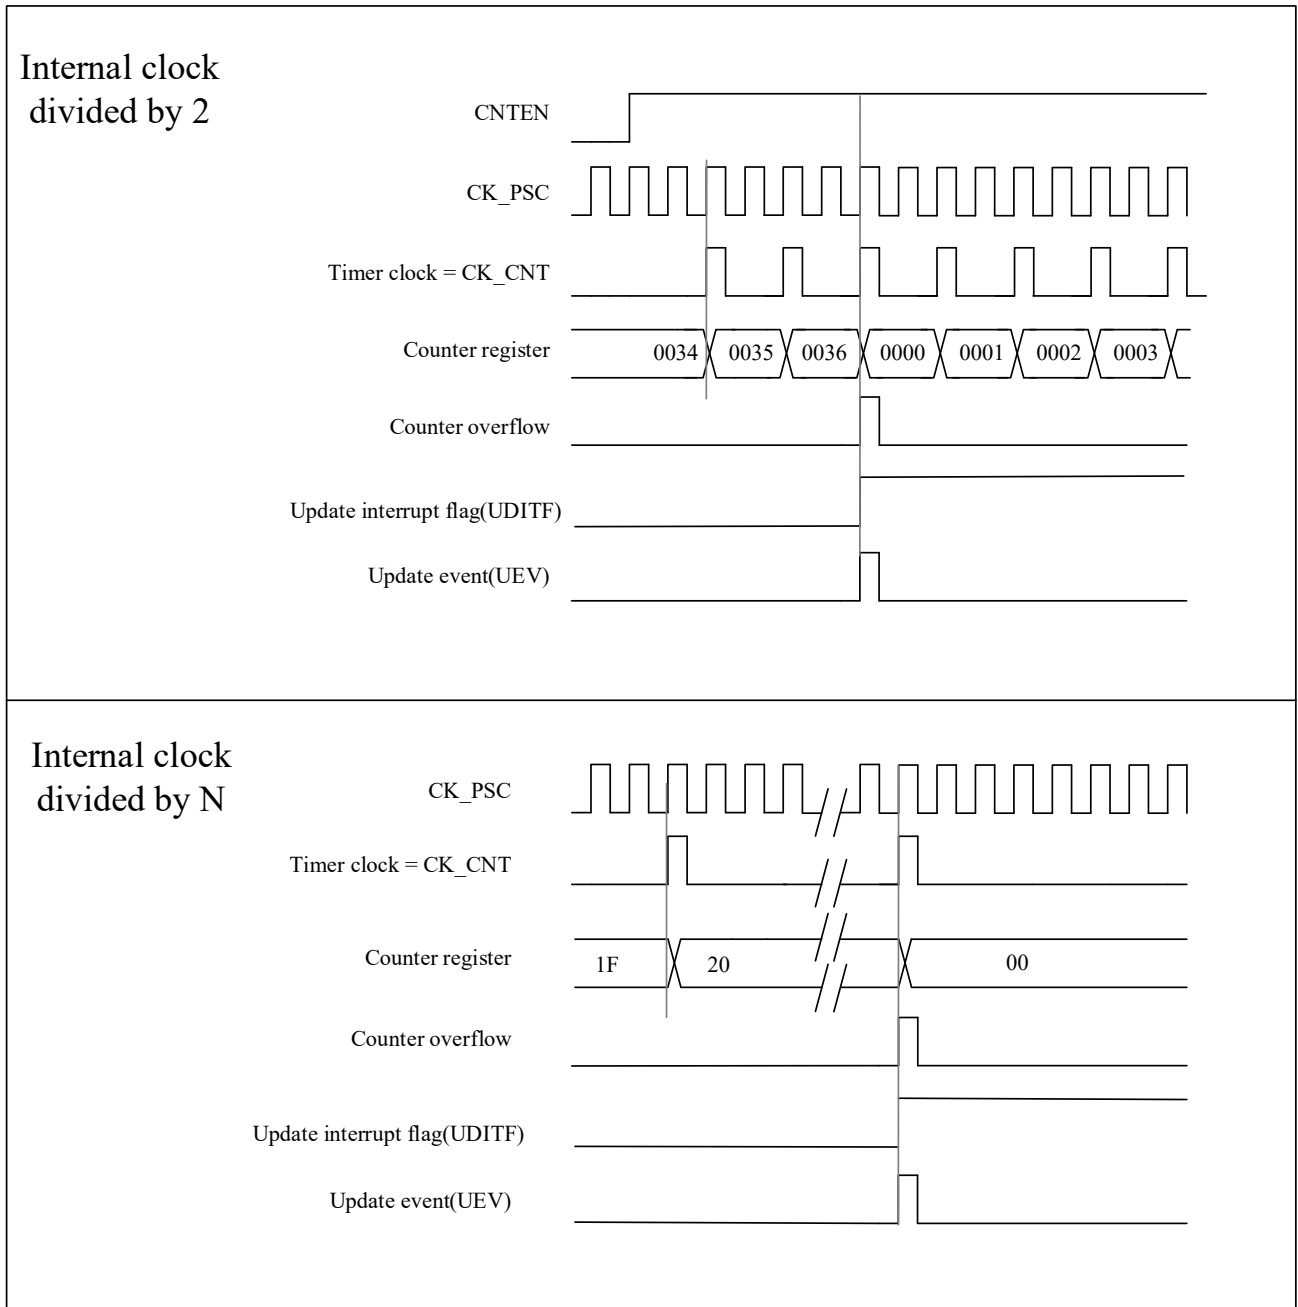 Internal clock
divided by 2
CNTEN
CK_PSC
Timer clock = CK_CNT
Counter register
0034 0035 0036 0000 0001 0002 0003
Counter overflow
Update interrupt flag(UDITF)
Update event(UEV)
Internal clock
divided by N
CK_PSC
Timer clock = CK_CNT
Counter register
1F 20 00
Counter overflow
Update interrupt flag(UDITF)
Update event(UEV)